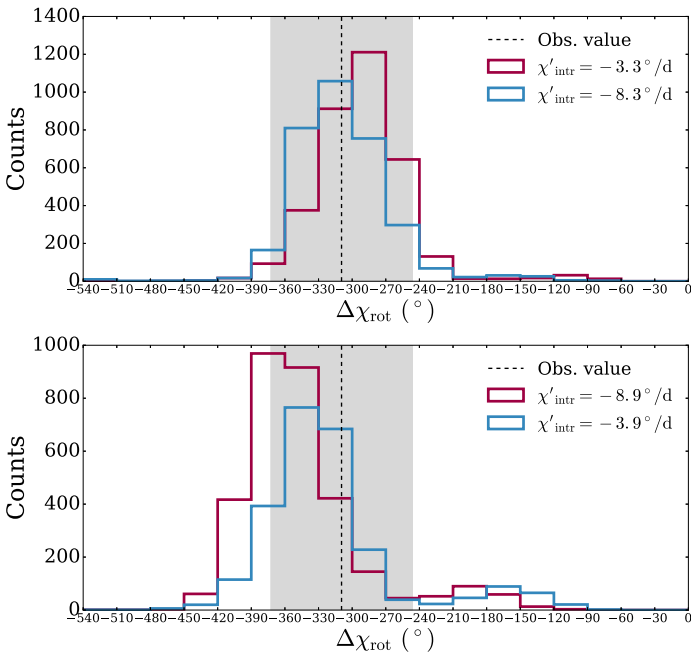 1400
1200
1000
800
600
400
200
0
Counts
Obs. value
χ′intr = −3.3°/d
χ′intr = −8.3°/d
−540 −510 −480 −450 −420 −390 −360 −330 −300 −270 −240 −210 −180 −150 −120 −90 −60 −30 0
Δχrot (°)
1000
800
600
400
200
0
Counts
Obs. value
χ′intr = −8.9°/d
χ′intr = −3.9°/d
−540 −510 −480 −450 −420 −390 −360 −330 −300 −270 −240 −210 −180 −150 −120 −90 −60 −30 0
Δχrot (°)